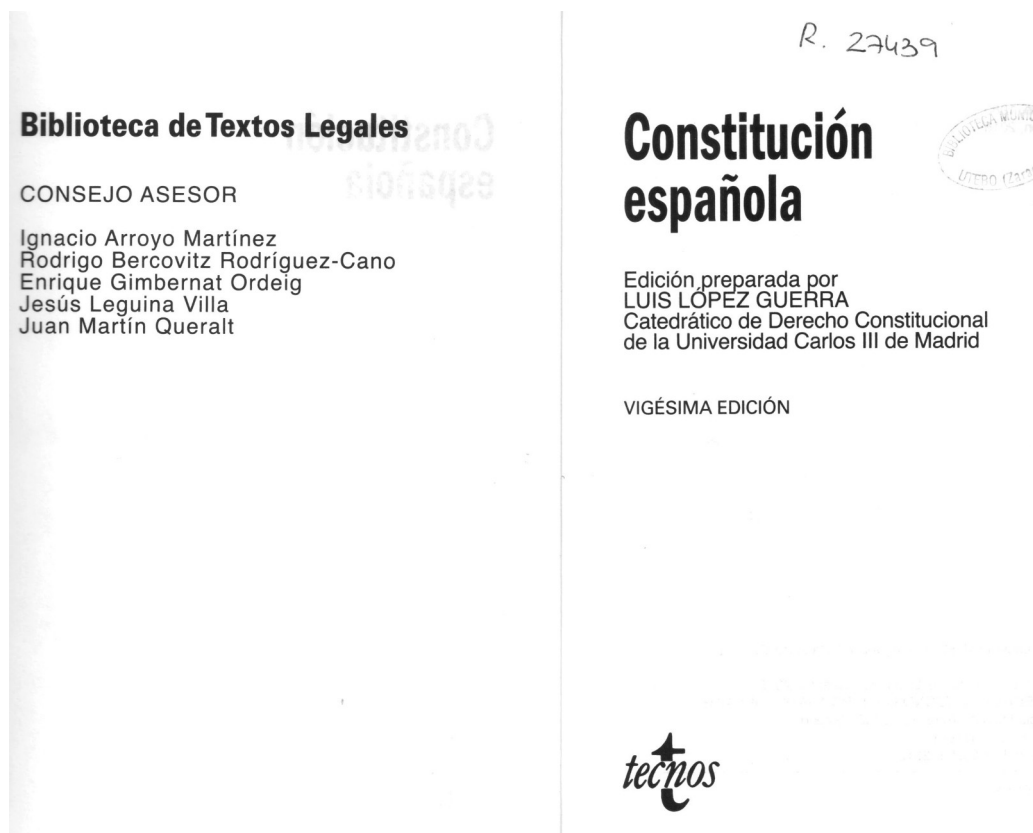 Biblioteca de Textos Legales
CONSEJO ASESOR
Ignacio Arroyo Martínez
Rodrigo Bercovitz Rodríguez-Cano
Enrique Gimbernat Ordeig
Jesús Leguina Villa
Juan Martín Queralt
R. 27439
Constitución
española
BIBLIOTECA
UTEBO
Edición preparada por
LUIS LÓPEZ GUERRA
Catedrático de Derecho Constitucional
de la Universidad Carlos III de Madrid
VIGÉSIMA EDICIÓN
tecnos